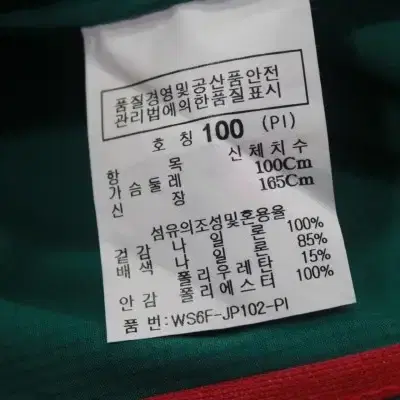 품질경영및공산품안전
관리법에의한품질표시
호 칭 100 (PI)
항 목 신체치수
가 슴 둘 레 100Cm
신 장 165Cm
섬유의조성및혼용율
겉 감 나 일 론 100%
배 색 나 일 론 85%
폴 리 우 레 탄 15%
안 감 폴 리 에 스 터 100%
품 번:WS6F-JP102-PI